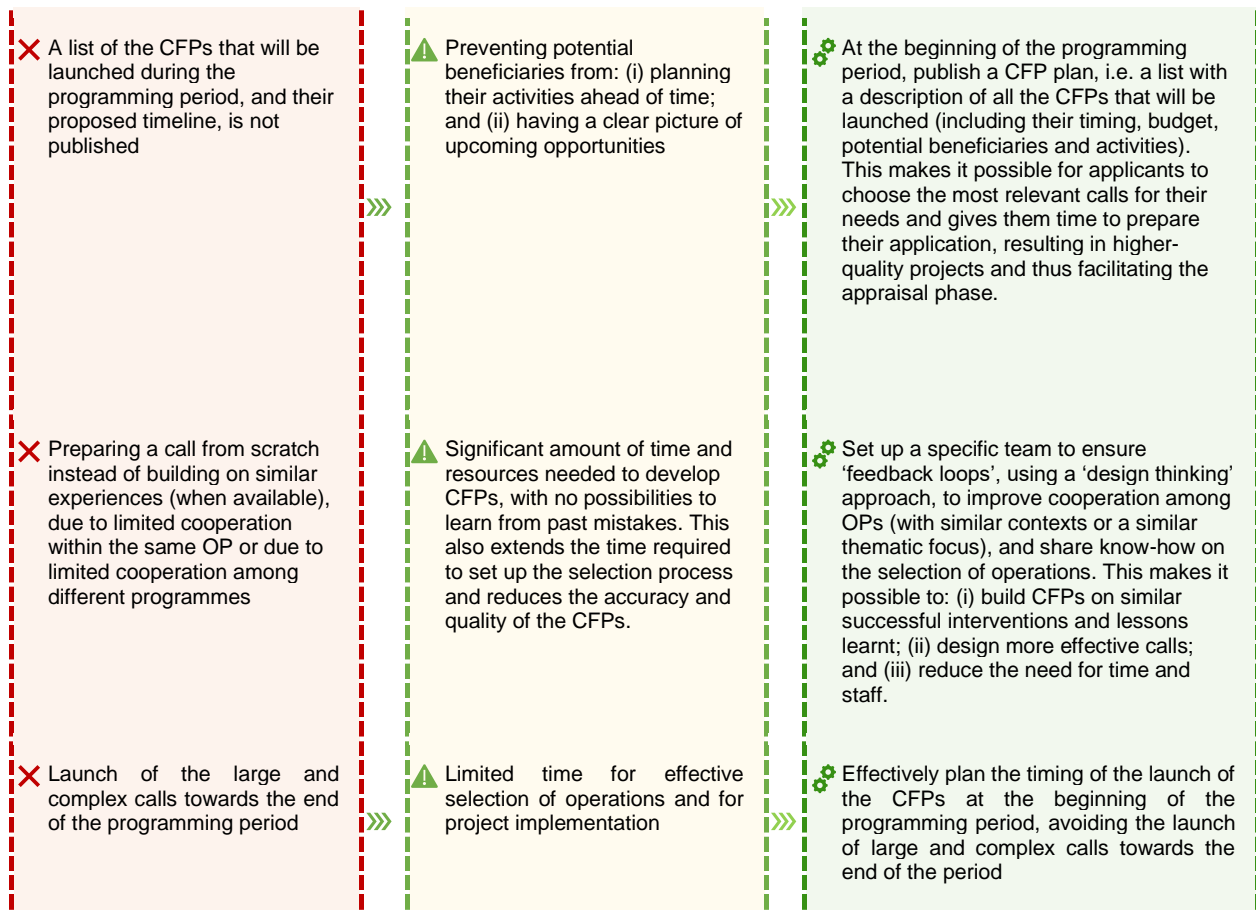 A list of the CFPs that will be
launched during the
programming period, and their
proposed timeline, is not
published
Preventing potential
beneficiaries from: (i) planning
their activities ahead of time;
and (ii) having a clear picture of
upcoming opportunities
At the beginning of the programming
period, publish a CFP plan, i.e. a list with
a description of all the CFPs that will be
launched (including their timing, budget,
potential beneficiaries and activities).
This makes it possible for applicants to
choose the most relevant calls for their
needs and gives them time to prepare
their application, resulting in higher-
quality projects and thus facilitating the
appraisal phase.
Preparing a call from scratch
instead of building on similar
experiences (when available),
due to limited cooperation
within the same OP or due to
limited cooperation among
different programmes
Significant amount of time and
resources needed to develop
CFPs, with no possibilities to
learn from past mistakes. This
also extends the time required
to set up the selection process
and reduces the accuracy and
quality of the CFPs.
Set up a specific team to ensure
‘feedback loops’, using a ‘design thinking’
approach, to improve cooperation among
OPs (with similar contexts or a similar
thematic focus), and share know-how on
the selection of operations. This makes it
possible to: (i) build CFPs on similar
successful interventions and lessons
learnt; (ii) design more effective calls;
and (iii) reduce the need for time and
staff.
Launch of the large and
complex calls towards the end
of the programming period
Limited time for effective
selection of operations and for
project implementation
Effectively plan the timing of the launch of
the CFPs at the beginning of the
programming period, avoiding the launch
of large and complex calls towards the
end of the period